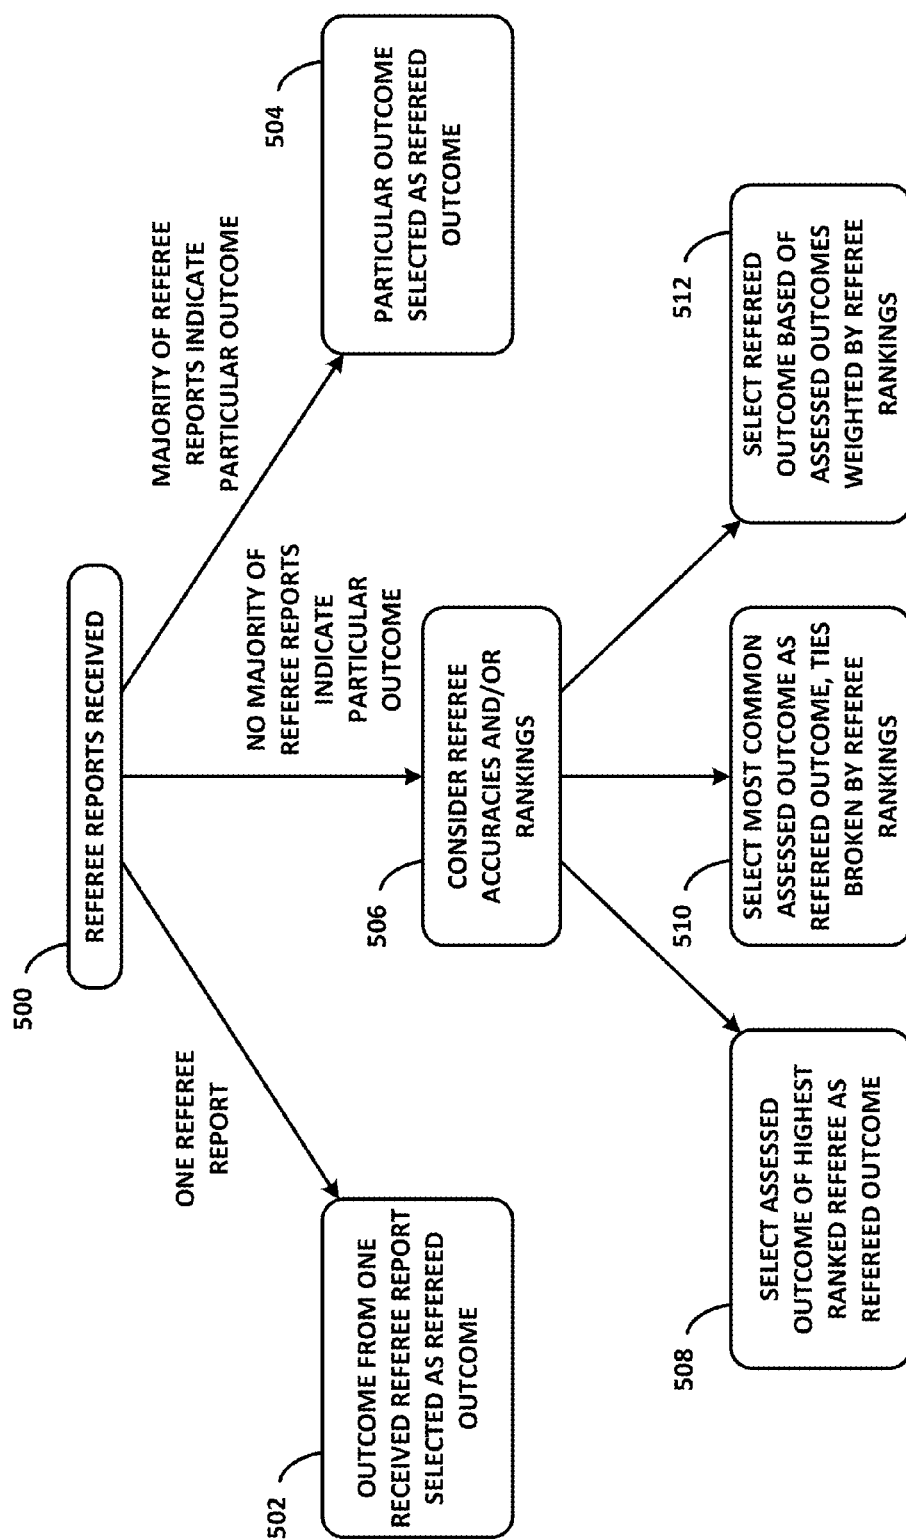 500
REFEREE REPORTS RECEIVED
ONE REFEREE
REPORT
NO MAJORITY OF
REFEREE REPORTS
INDICATE
PARTICULAR
OUTCOME
MAJORITY OF REFEREE
REPORTS INDICATE
PARTICULAR OUTCOME
502
OUTCOME FROM ONE
RECEIVED REFEREE REPORT
SELECTED AS REFERED
OUTCOME
504
PARTICULAR OUTCOME
SELECTED AS REFEREED
OUTCOME
506
CONSIDER REFEREE
ACCURACIES AND/OR
RANKINGS
508
SELECT ASSESSED
OUTCOME OF HIGHEST
RANKED REFEREE AS
REFEREED OUTCOME
510
SELECT MOST COMMON
ASSESSED OUTCOME AS
REFEREED OUTCOME, TIES
BROKEN BY REFEREE
RANKINGS
512
SELECT REFEREED
OUTCOME BASED OF
ASSESSED OUTCOMES
WEIGHTED BY REFEREE
RANKINGS